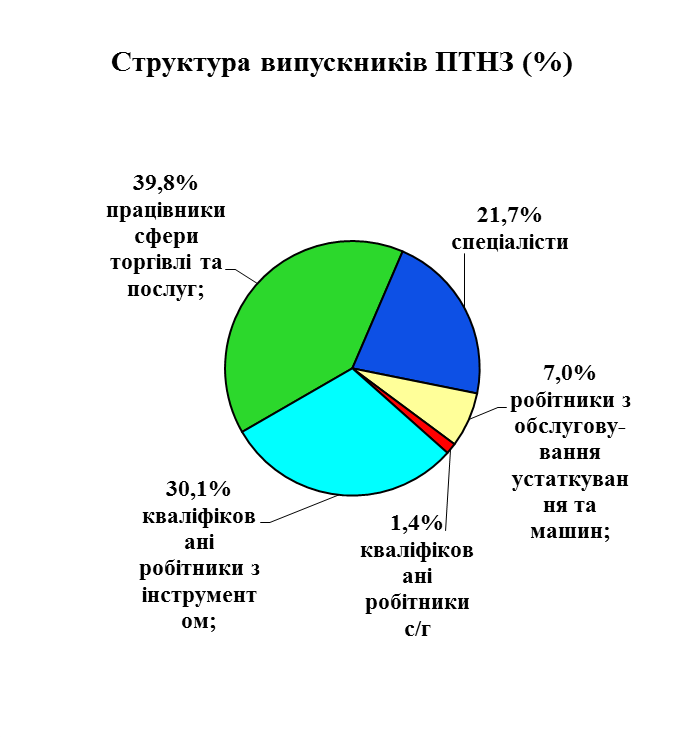 Структура випускників ПТНЗ (%)
39,8%
працівники
сфери
торгівлі та
послуг;
21,7%
спеціалісти
7,0%
робітники з
обслугову-
вання
устаткуван
ня та
машин;
1,4%
кваліфіков
ані
робітники
с/г
30,1%
кваліфіков
ані
робітники з
інструмент
ом;